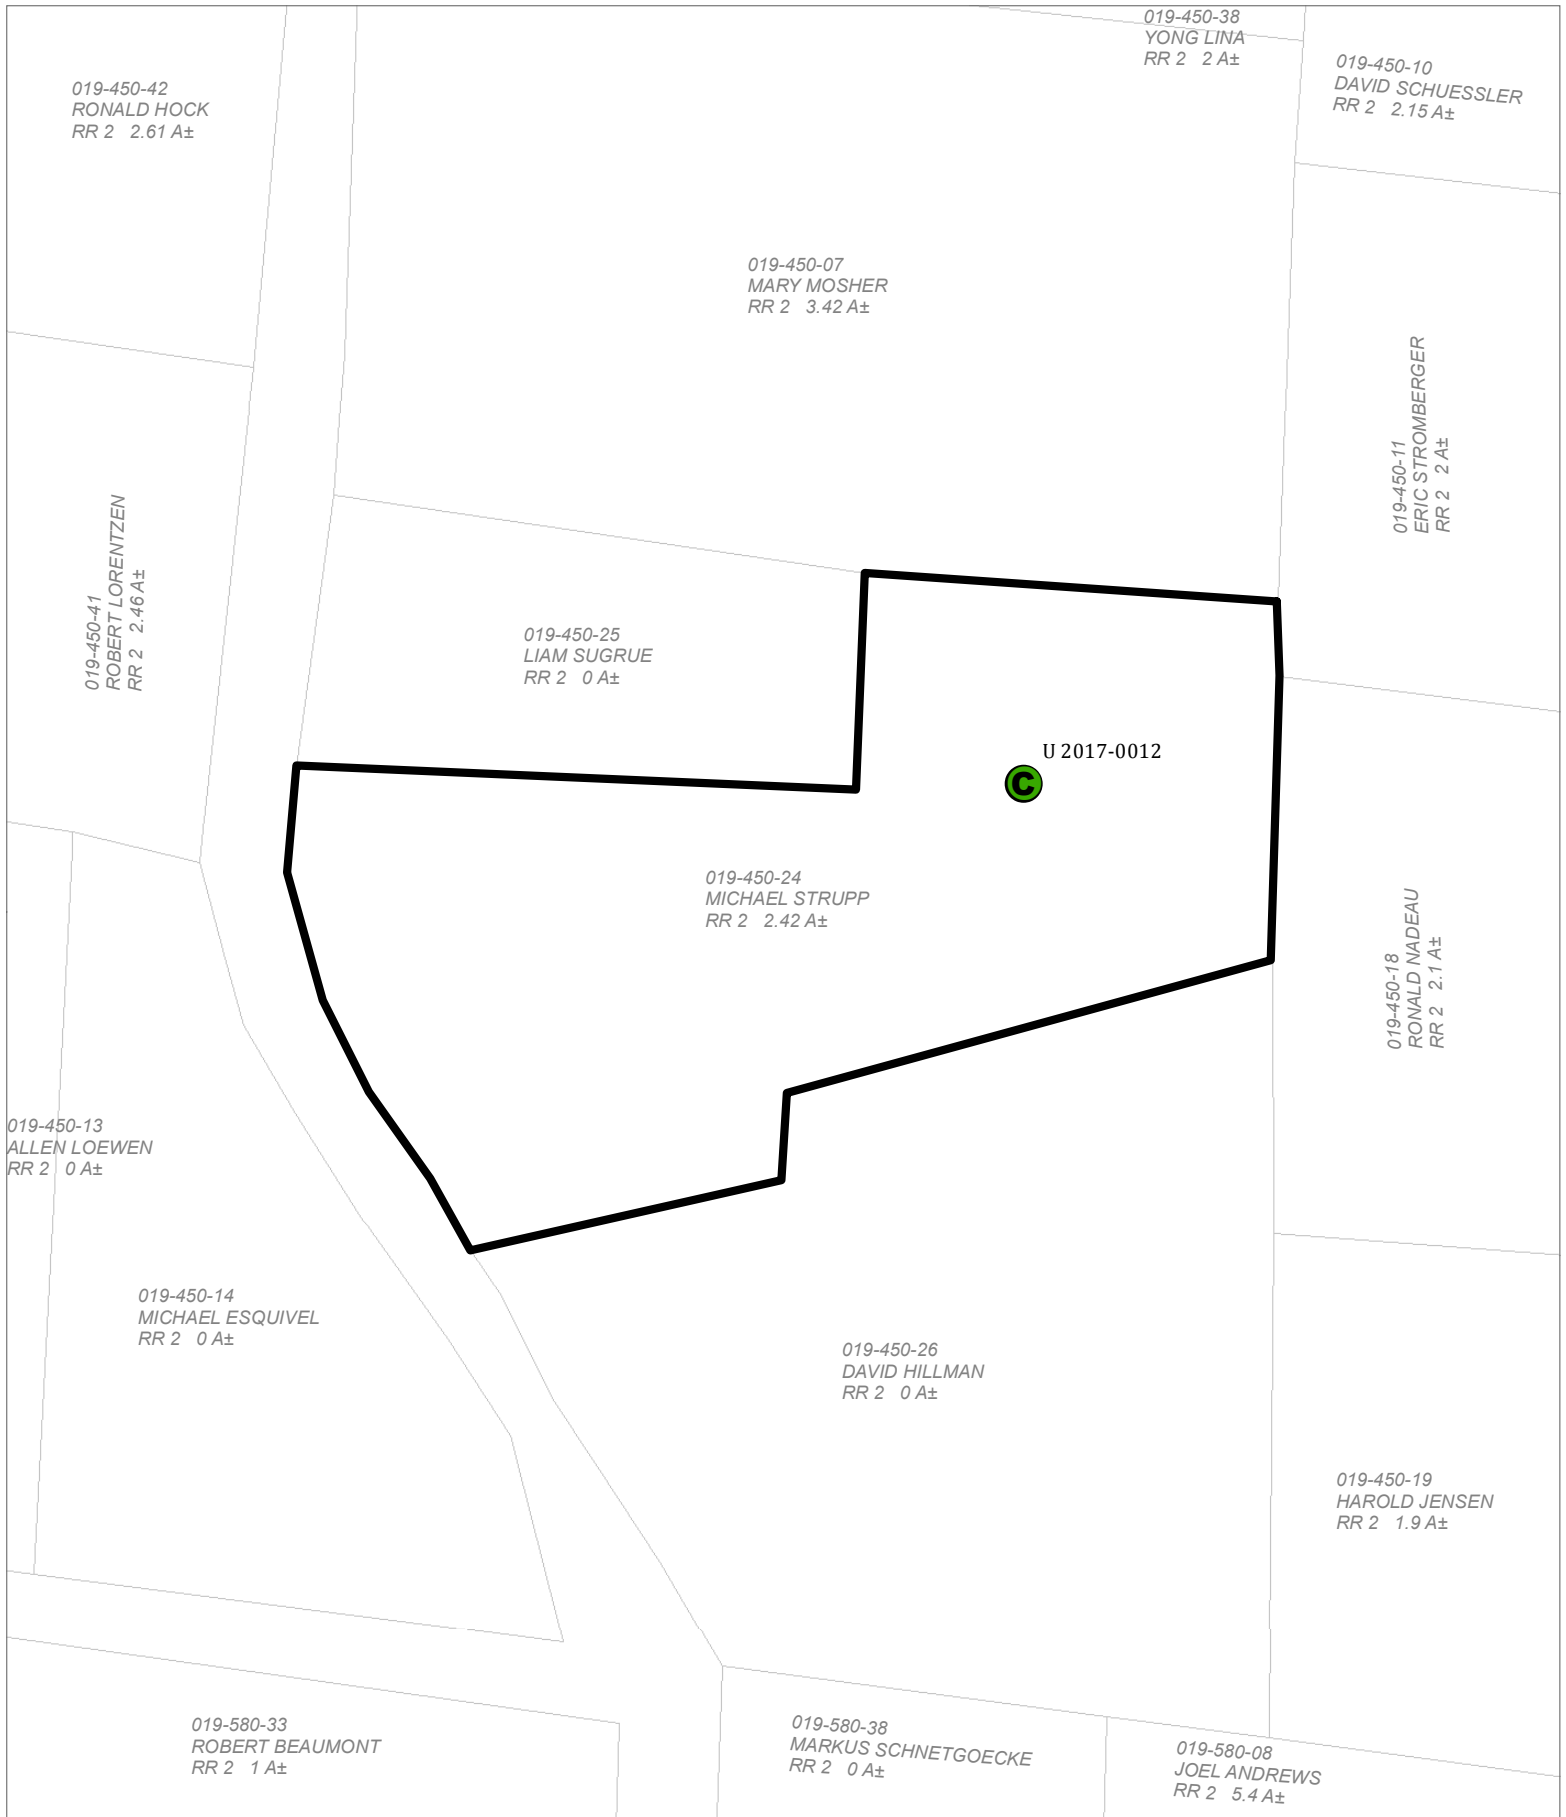 019-450-38
YONG LINA
RR 2 2 A±
019-450-10
DAVID SCHUESSLER
RR 2 2.15 A±
019-450-42
RONALD HOCK
RR 2 2.61 A±
019-450-07
MARY MOSHER
RR 2 3.42 A±
019-450-11
ERIC STROMBERGER
RR 2 2 A±
019-450-41
ROBERT LORENTZEN
RR 2 2.46 A±
019-450-25
LIAM SUGRUE
RR 2 0 A±
U 2017-0012
C
019-450-24
MICHAEL STRUPP
RR 2 2.42 A±
019-450-18
RONALD NADEAU
RR 2 2.1 A±
019-450-13
ALLEN LOEWEN
RR 2 0 A±
019-450-14
MICHAEL ESQUIVEL
RR 2 0 A±
019-450-26
DAVID HILLMAN
RR 2 0 A±
019-450-19
HAROLD JENSEN
RR 2 1.9 A±
019-580-33
ROBERT BEAUMONT
RR 2 1 A±
019-580-38
MARKUS SCHNETGOECKE
RR 2 0 A±
019-580-08
JOEL ANDREWS
RR 2 5.4 A±